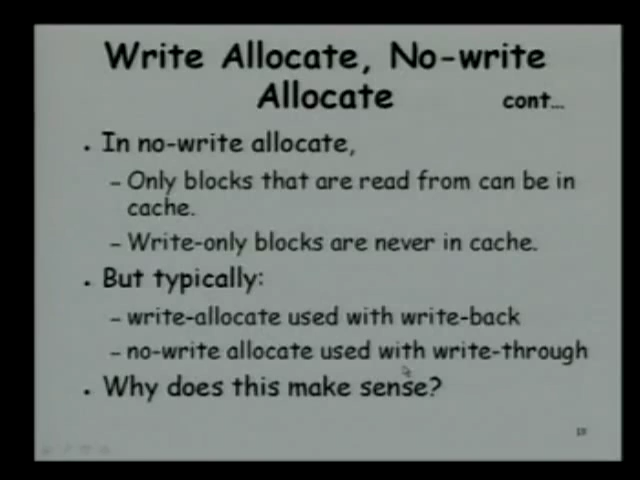 Write Allocate, No-write
Allocate cont...
. In no-write allocate,
– Only blocks that are read from can be in
cache.
– Write-only blocks are never in cache.
. But typically:
– write-allocate used with write-back
– no-write allocate used with write-through
. Why does this make sense?